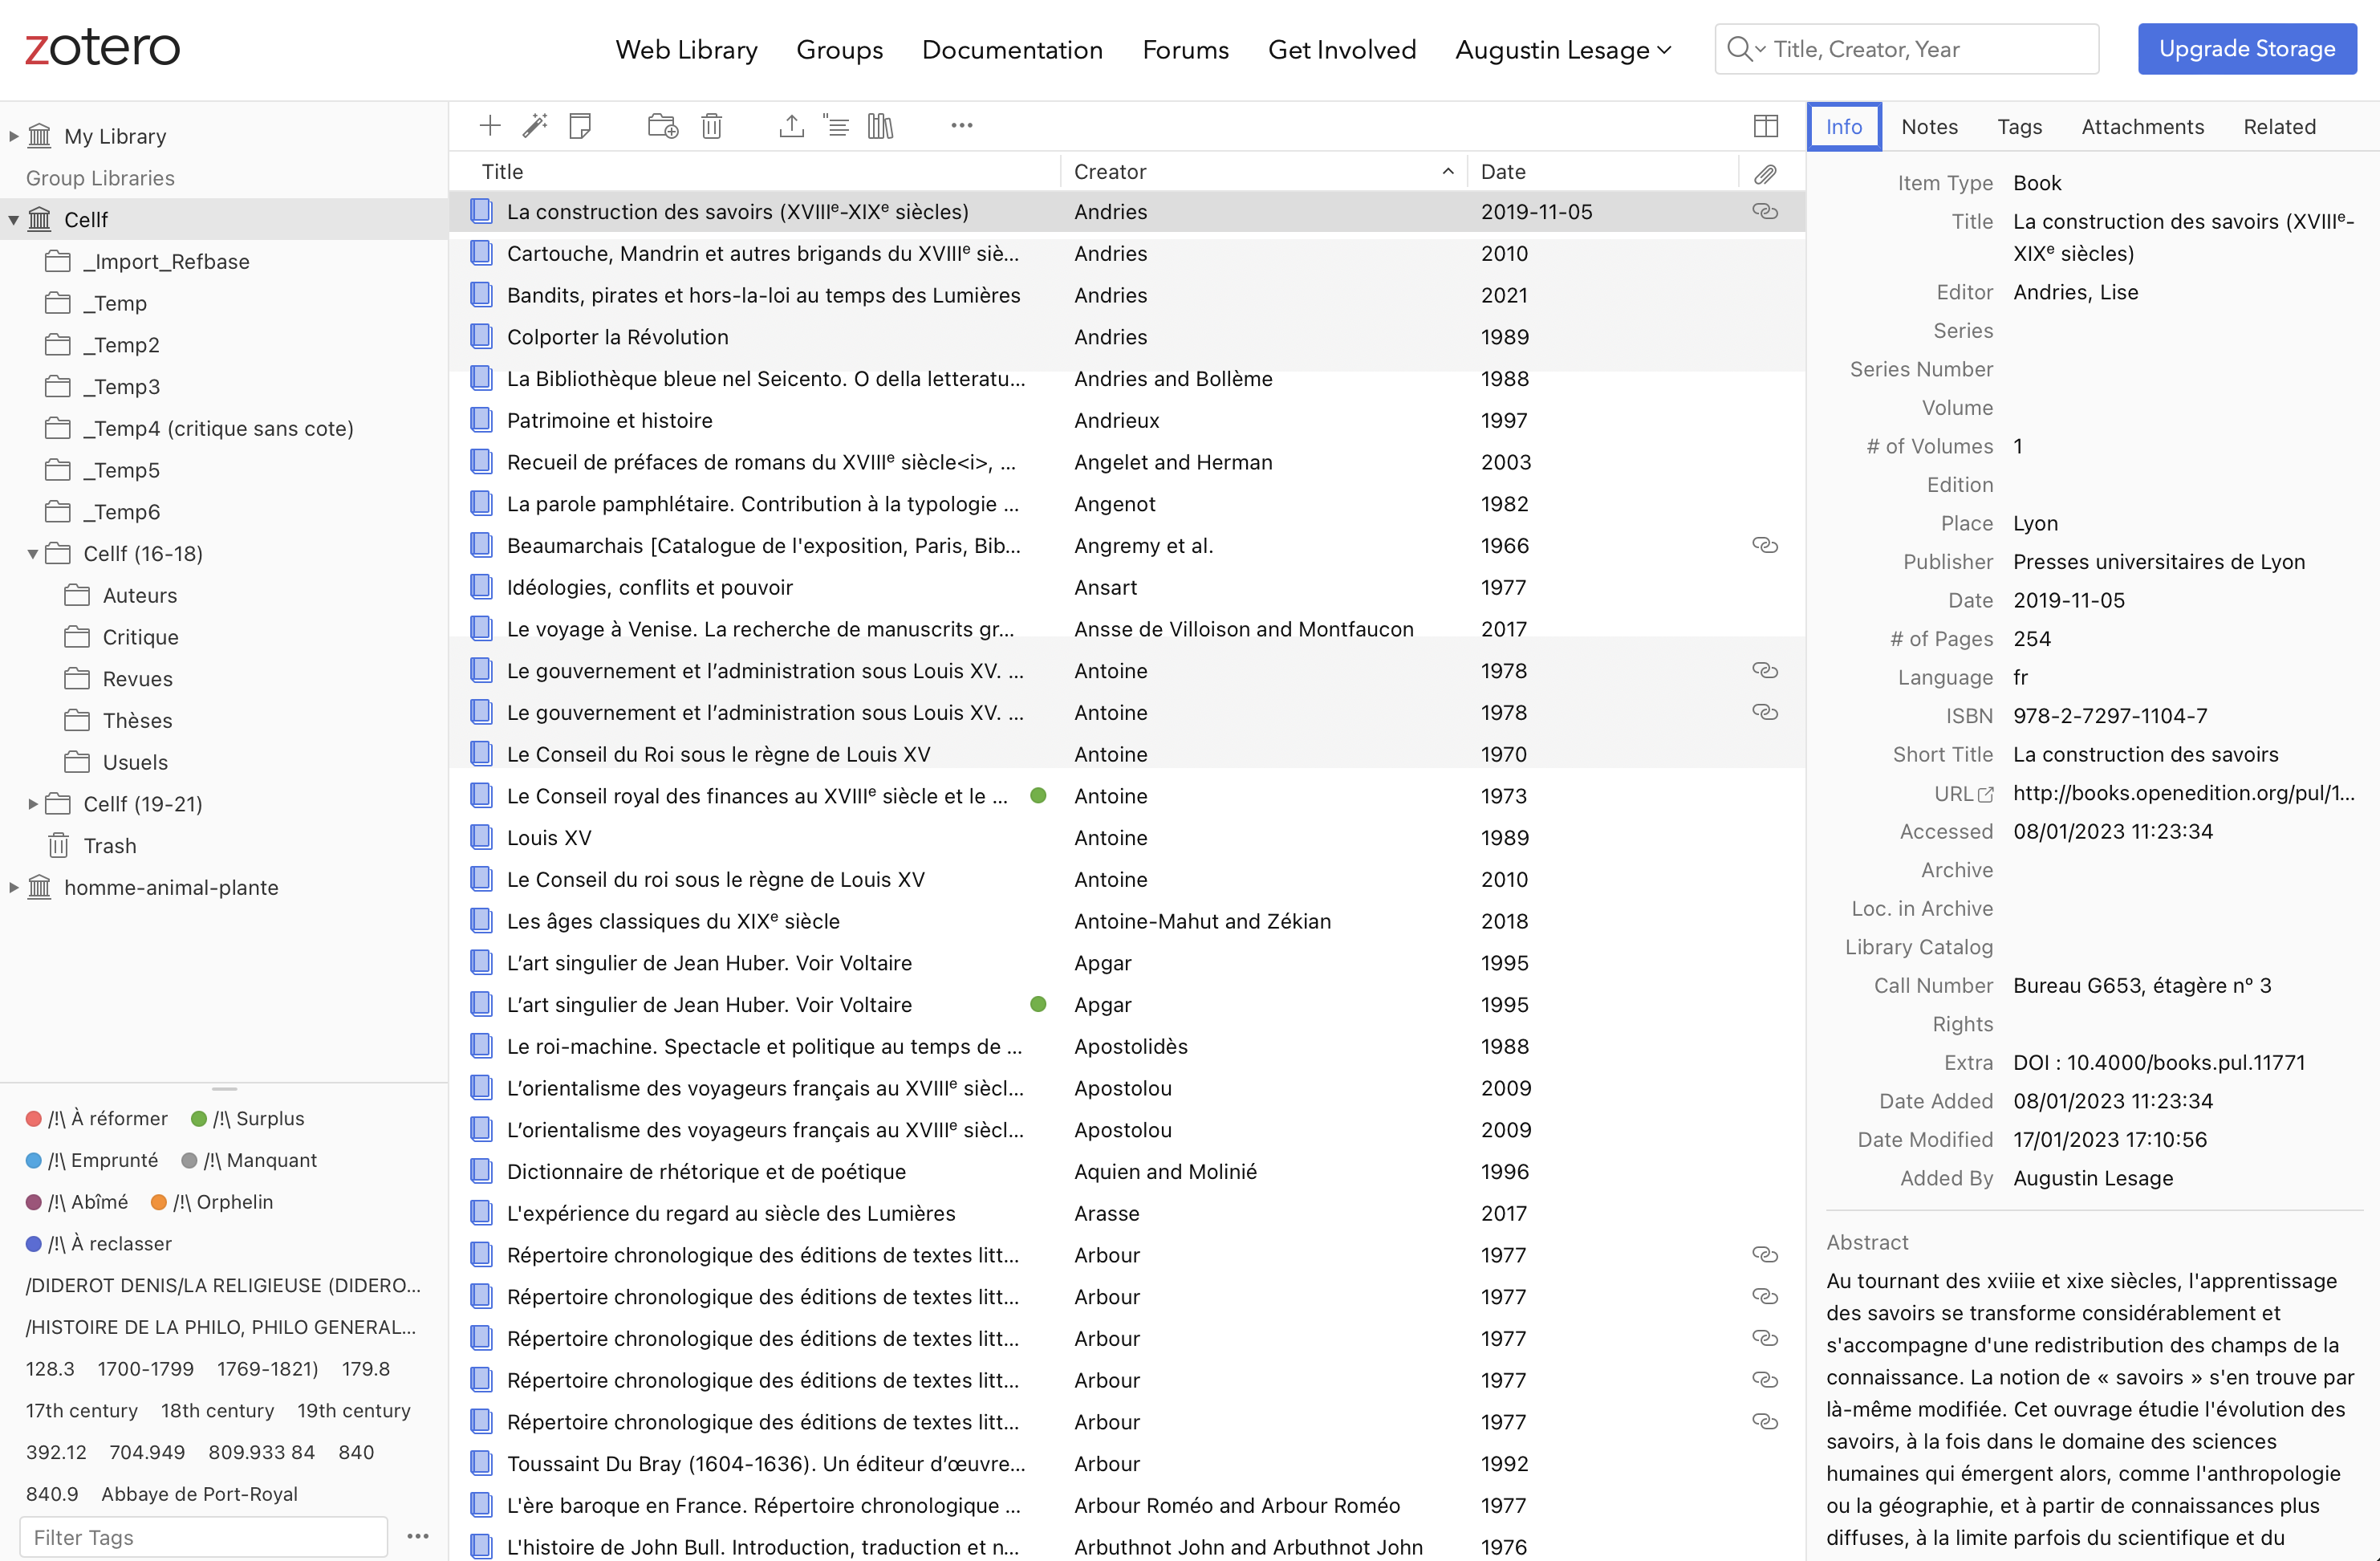 zotero
Web Library Groups Documentation Forums Get Involved Augustin Lesage Title, Creator, Year Upgrade Storage
My Library
Group Libraries
Cellf
_Import_Refbase
_Temp
_Temp2
_Temp3
_Temp4 (critique sans cote)
_Temp5
_Temp6
Cellf (16-18)
Auteurs
Critique
Revues
Thèses
Usuels
Cellf (19-21)
Trash
homme-animal-plante
/!\ À réformer /!\ Surplus
/!\ Emprunté /!\ Manquant
/!\ Abîmé /!\ Orphelin
/!\ À reclasser
/DIDEROT DENIS/LA RELIGIEUSE (DIDERO...
/HISTOIRE DE LA PHILO, PHILO GENERAL...
128.3 1700-1799 1769-1821) 179.8
17th century 18th century 19th century
392.12 704.949 809.933 84 840
840.9 Abbaye de Port-Royal
Filter Tags
Title Creator Date
La construction des savoirs (XVIIIᵉ-XIXᵉ siècles) Andries 2019-11-05
Cartouche, Mandrin et autres brigands du XVIIIᵉ siè... Andries 2010
Bandits, pirates et hors-la-loi au temps des Lumières Andries 2021
Colporter la Révolution Andries 1989
La Bibliothèque bleue nel Seicento. O della letteratu... Andries and Bollème 1988
Patrimoine et histoire Andrieux 1997
Recueil de préfaces de romans du XVIIIᵉ siècle<i>, ... Angelet and Herman 2003
La parole pamphlétaire. Contribution à la typologie ... Angenot 1982
Beaumarchais [Catalogue de l'exposition, Paris, Bib... Angremy et al. 1966
Idéologies, conflits et pouvoir Ansart 1977
Le voyage à Venise. La recherche de manuscrits gr... Ansse de Villoison and Montfaucon 2017
Le gouvernement et l’administration sous Louis XV. ... Antoine 1978
Le gouvernement et l’administration sous Louis XV. ... Antoine 1978
Le Conseil du Roi sous le règne de Louis XV Antoine 1970
Le Conseil royal des finances au XVIIIᵉ siècle et le ... Antoine 1973
Louis XV Antoine 1989
Le Conseil du roi sous le règne de Louis XV Antoine 2010
Les âges classiques du XIXᵉ siècle Antoine-Mahut and Zékian 2018
L’art singulier de Jean Huber. Voir Voltaire Apgar 1995
L’art singulier de Jean Huber. Voir Voltaire Apgar 1995
Le roi-machine. Spectacle et politique au temps de ... Apostolidès 1988
L’orientalisme des voyageurs français au XVIIIᵉ siècl... Apostolou 2009
L’orientalisme des voyageurs français au XVIIIᵉ siècl... Apostolou 2009
Dictionnaire de rhétorique et de poétique Aquien and Molinié 1996
L'expérience du regard au siècle des Lumières Arasse 2017
Répertoire chronologique des éditions de textes litt... Arbour 1977
Répertoire chronologique des éditions de textes litt... Arbour 1977
Répertoire chronologique des éditions de textes litt... Arbour 1977
Répertoire chronologique des éditions de textes litt... Arbour 1977
Répertoire chronologique des éditions de textes litt... Arbour 1977
Toussaint Du Bray (1604-1636). Un éditeur d’œuvre... Arbour 1992
L'ère baroque en France. Répertoire chronologique ... Arbour Roméo and Arbour Roméo 1977
L'histoire de John Bull. Introduction, traduction et n... Arbuthnot John and Arbuthnot John 1976
Info Notes Tags Attachments Related
Item Type Book
Title La construction des savoirs (XVIIIᵉ-
XIXᵉ siècles)
Editor Andries, Lise
Series
Series Number
Volume
# of Volumes 1
Edition
Place Lyon
Publisher Presses universitaires de Lyon
Date 2019-11-05
# of Pages 254
Language fr
ISBN 978-2-7297-1104-7
Short Title La construction des savoirs
URL http://books.openedition.org/pul/1...
Accessed 08/01/2023 11:23:34
Archive
Loc. in Archive
Library Catalog
Call Number Bureau G653, étagère n° 3
Rights
Extra DOI : 10.4000/books.pul.11771
Date Added 08/01/2023 11:23:34
Date Modified 17/01/2023 17:10:56
Added By Augustin Lesage
Abstract
Au tournant des xviiie et xixe siècles, l'apprentissage
des savoirs se transforme considérablement et
s'accompagne d'une redistribution des champs de la
connaissance. La notion de « savoirs » s'en trouve par
là-même modifiée. Cet ouvrage étudie l'évolution des
savoirs, à la fois dans le domaine des sciences
humaines qui émergent alors, comme l'anthropologie
ou la géographie, et à partir de connaissances plus
diffuses, à la limite parfois du scientifique et du